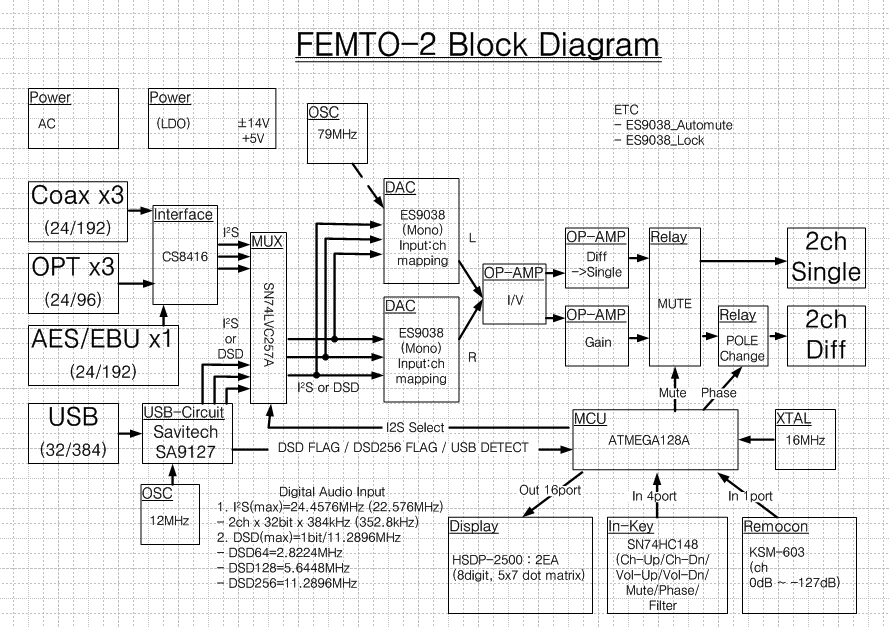 FEMTO-2 Block Diagram
Power
AC
Power
(LDO) ±14V
+5V
OSC
79MHz
ETC
- ES9038_Automute
- ES9038_Lock
Coax x3
(24/192)
OPT x3
(24/96)
AES/EBU x1
(24/192)
Interface
CS8416
I²S
MUX
SN74LVC257A
I²S
or
DSD
DAC
ES9038
(Mono)
Input:ch
mapping
L
DAC
ES9038
(Mono)
Input:ch
mapping
R
I²S or DSD
OP-AMP
I/V
OP-AMP
Diff
->Single
OP-AMP
Gain
Relay
MUTE
Relay
POLE
Change
2ch
Single
2ch
Diff
USB
(32/384)
USB-Circuit
Savitech
SA9127
OSC
12MHz
I2S Select
DSD FLAG / DSD256 FLAG / USB DETECT
Mute
Phase
MCU
ATMEGA128A
XTAL
16MHz
Out 16port
In 4port
In 1port
Digital Audio Input
1. I²S(max)=24.4576MHz (22.576MHz)
- 2ch x 32bit x 384kHz (352.8kHz)
2. DSD(max)=1bit/11.2896MHz
- DSD64=2.8224MHz
- DSD128=5.6448MHz
- DSD256=11.2896MHz
Display
HSDP-2500 : 2EA
(8digit, 5x7 dot matrix)
In-Key
SN74HC148
(Ch-Up/Ch-Dn/
Vol-Up/Vol-Dn/
Mute/Phase/
Filter
Remocon
KSM-603
(ch
0dB ~ -127dB)